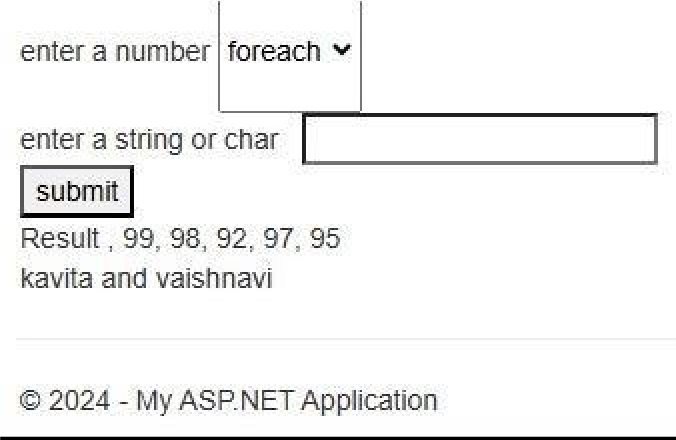 enter a number foreach
enter a string or char
submit
Result , 99, 98, 92, 97, 95
kavita and vaishnavi
© 2024 - My ASP.NET Application